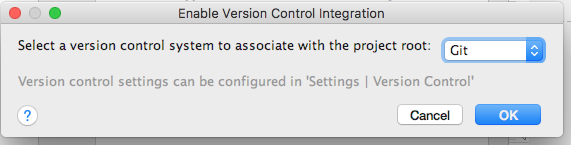 Enable Version Control Integration
Select a version control system to associate with the project root: Git
Version control settings can be configured in 'Settings | Version Control'
? Cancel OK